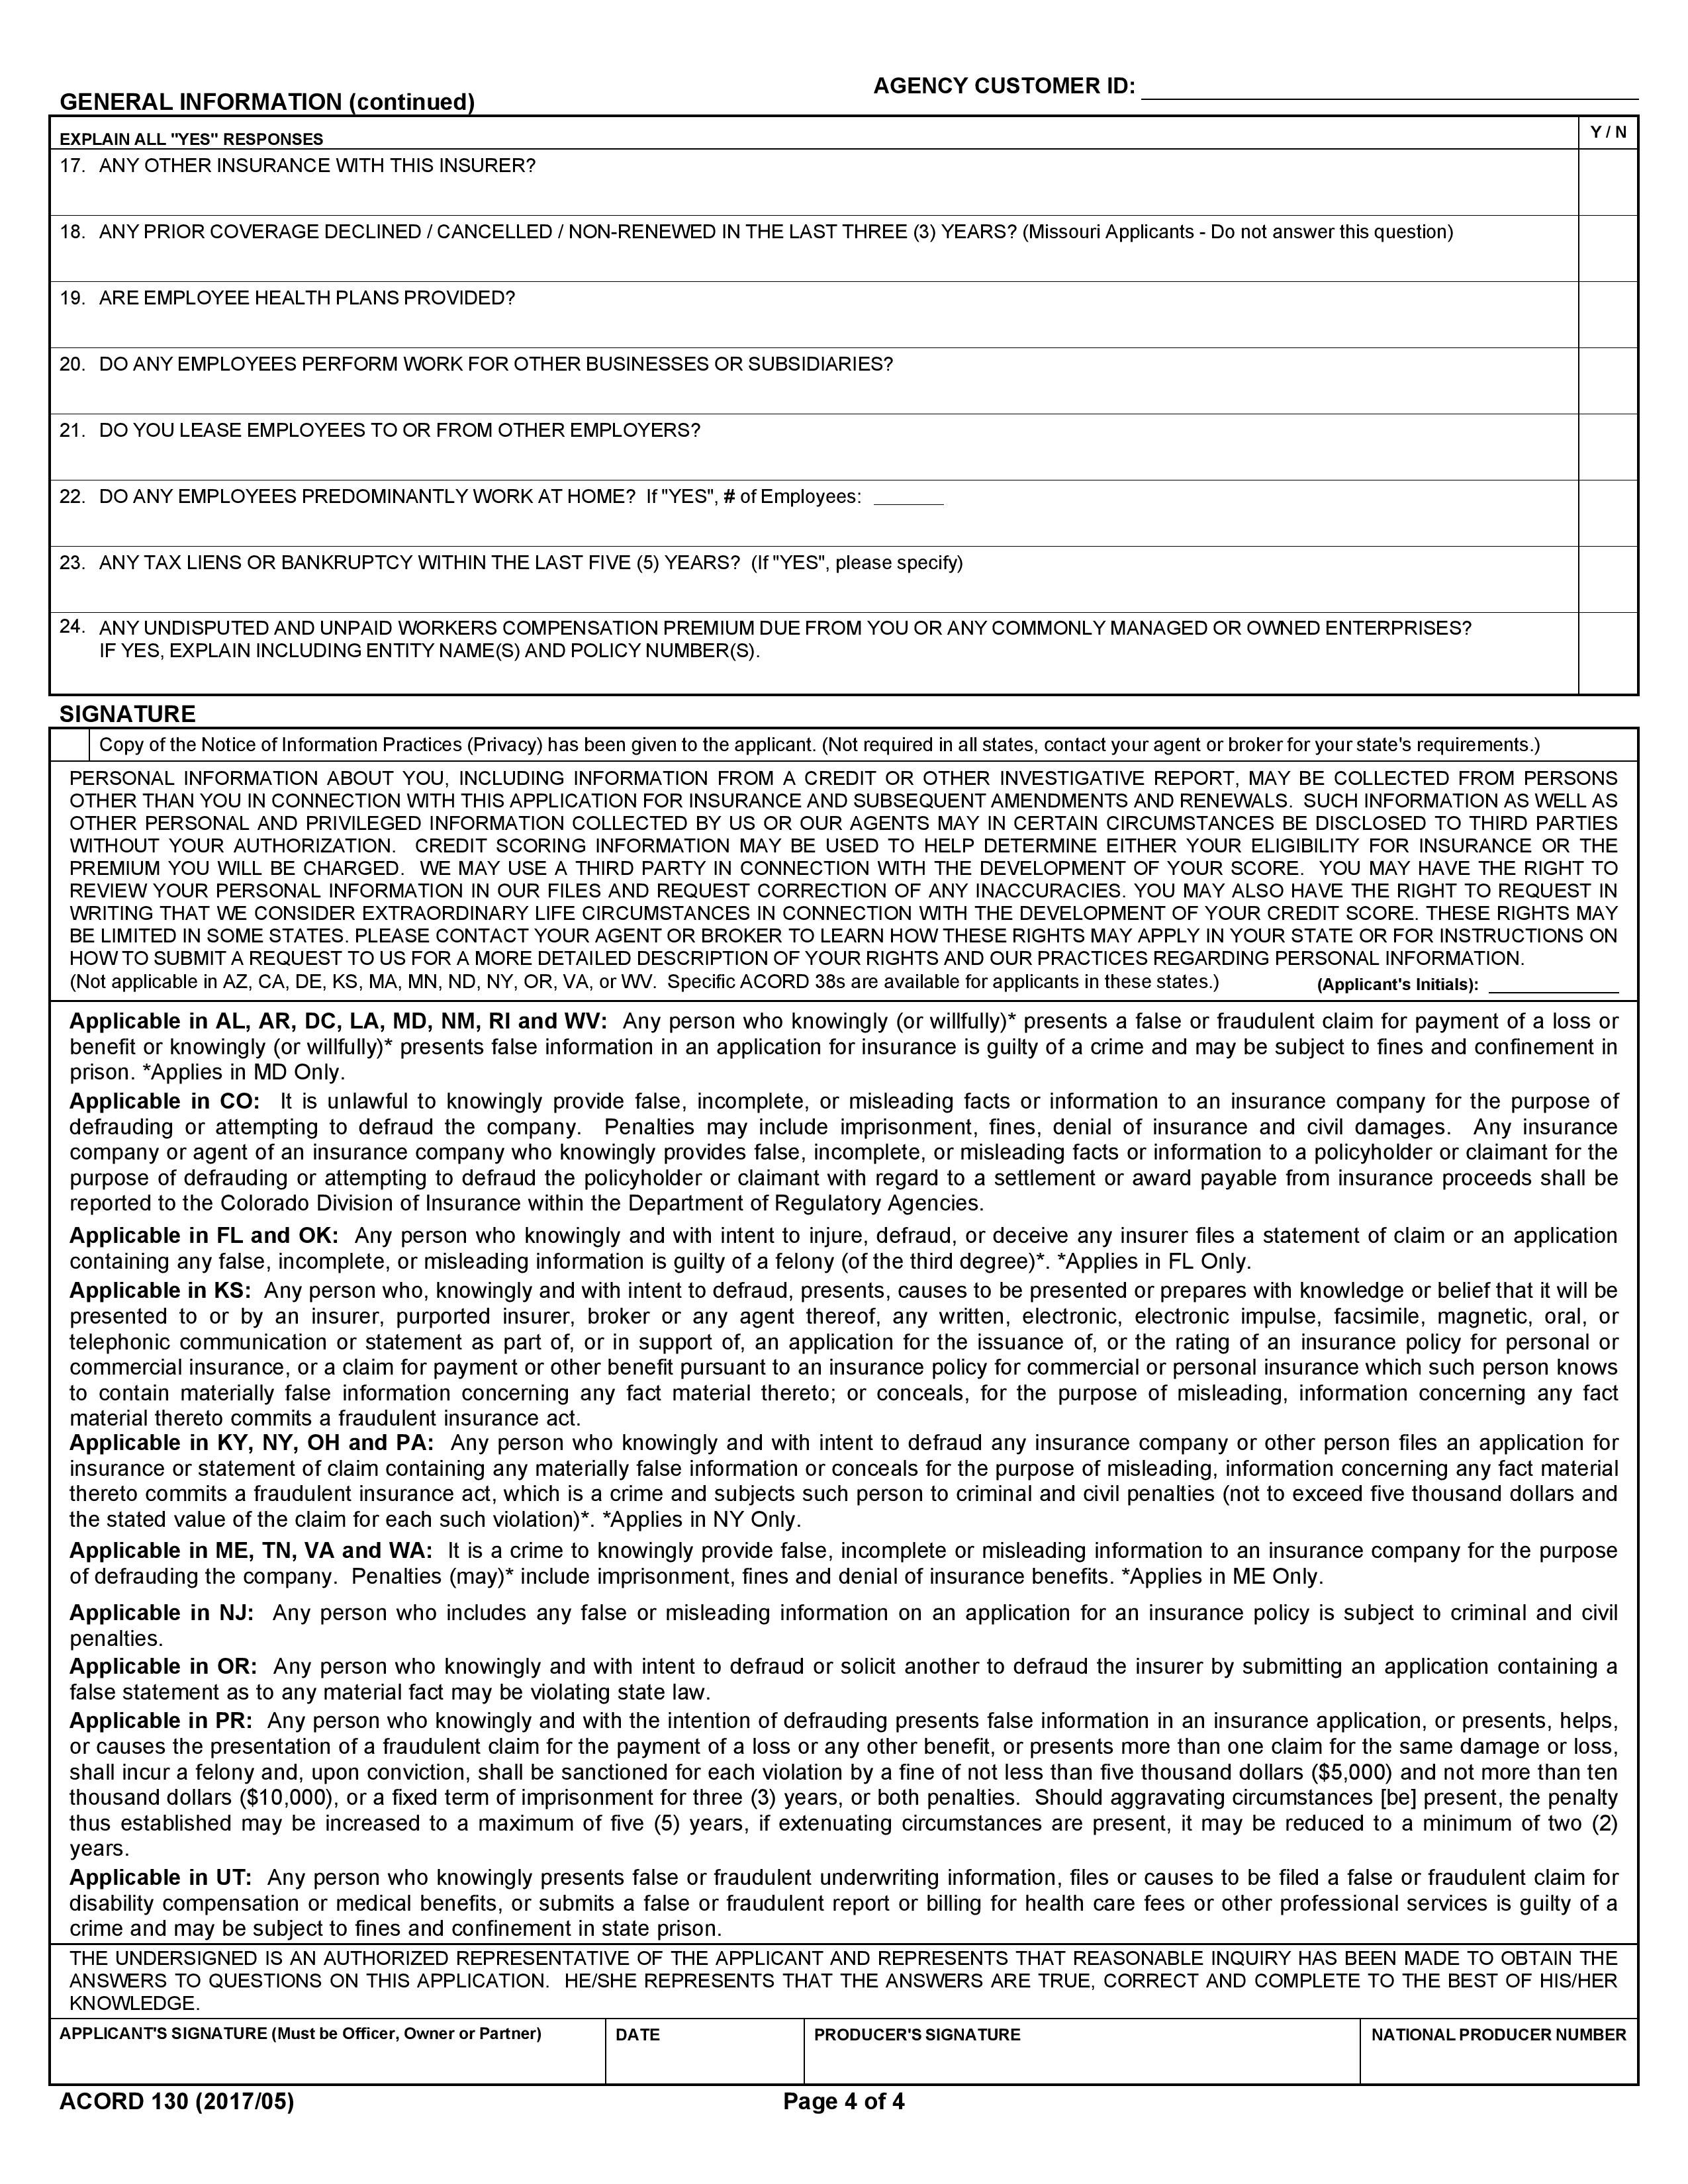 AGENCY CUSTOMER ID:
GENERAL INFORMATION (continued)
EXPLAIN ALL "YES" RESPONSES
Y / N
17. ANY OTHER INSURANCE WITH THIS INSURER?
18. ANY PRIOR COVERAGE DECLINED / CANCELLED / NON-RENEWED IN THE LAST THREE (3) YEARS? (Missouri Applicants - Do not answer this question)
19. ARE EMPLOYEE HEALTH PLANS PROVIDED?
20. DO ANY EMPLOYEES PERFORM WORK FOR OTHER BUSINESSES OR SUBSIDIARIES?
21. DO YOU LEASE EMPLOYEES TO OR FROM OTHER EMPLOYERS?
22. DO ANY EMPLOYEES PREDOMINANTLY WORK AT HOME? If "YES", # of Employees:
23. ANY TAX LIENS OR BANKRUPTCY WITHIN THE LAST FIVE (5) YEARS? (If "YES", please specify)
24. ANY UNDISPUTED AND UNPAID WORKERS COMPENSATION PREMIUM DUE FROM YOU OR ANY COMMONLY MANAGED OR OWNED ENTERPRISES?
IF YES, EXPLAIN INCLUDING ENTITY NAME(S) AND POLICY NUMBER(S).
SIGNATURE
Copy of the Notice of Information Practices (Privacy) has been given to the applicant. (Not required in all states, contact your agent or broker for your state's requirements.)
PERSONAL INFORMATION ABOUT YOU, INCLUDING INFORMATION FROM A CREDIT OR OTHER INVESTIGATIVE REPORT, MAY BE COLLECTED FROM PERSONS
OTHER THAN YOU IN CONNECTION WITH THIS APPLICATION FOR INSURANCE AND SUBSEQUENT AMENDMENTS AND RENEWALS. SUCH INFORMATION AS WELL AS
OTHER PERSONAL AND PRIVILEGED INFORMATION COLLECTED BY US OR OUR AGENTS MAY IN CERTAIN CIRCUMSTANCES BE DISCLOSED TO THIRD PARTIES
WITHOUT YOUR AUTHORIZATION. CREDIT SCORING INFORMATION MAY BE USED TO HELP DETERMINE EITHER YOUR ELIGIBILITY FOR INSURANCE OR THE
PREMIUM YOU WILL BE CHARGED. WE MAY USE A THIRD PARTY IN CONNECTION WITH THE DEVELOPMENT OF YOUR SCORE. YOU MAY HAVE THE RIGHT TO
REVIEW YOUR PERSONAL INFORMATION IN OUR FILES AND REQUEST CORRECTION OF ANY INACCURACIES. YOU MAY ALSO HAVE THE RIGHT TO REQUEST IN
WRITING THAT WE CONSIDER EXTRAORDINARY LIFE CIRCUMSTANCES IN CONNECTION WITH THE DEVELOPMENT OF YOUR CREDIT SCORE. THESE RIGHTS MAY
BE LIMITED IN SOME STATES. PLEASE CONTACT YOUR AGENT OR BROKER TO LEARN HOW THESE RIGHTS MAY APPLY IN YOUR STATE OR FOR INSTRUCTIONS ON
HOW TO SUBMIT A REQUEST TO US FOR A MORE DETAILED DESCRIPTION OF YOUR RIGHTS AND OUR PRACTICES REGARDING PERSONAL INFORMATION.
(Not applicable in AZ, CA, DE, KS, MA, MN, ND, NY, OR, VA, or WV. Specific ACORD 38s are available for applicants in these states.) (Applicant's Initials):
Applicable in AL, AR, DC, LA, MD, NM, RI and WV: Any person who knowingly (or willfully)* presents a false or fraudulent claim for payment of a loss or
benefit or knowingly (or willfully)* presents false information in an application for insurance is guilty of a crime and may be subject to fines and confinement in
prison. *Applies in MD Only.
Applicable in CO: It is unlawful to knowingly provide false, incomplete, or misleading facts or information to an insurance company for the purpose of
defrauding or attempting to defraud the company. Penalties may include imprisonment, fines, denial of insurance and civil damages. Any insurance
company or agent of an insurance company who knowingly provides false, incomplete, or misleading facts or information to a policyholder or claimant for the
purpose of defrauding or attempting to defraud the policyholder or claimant with regard to a settlement or award payable from insurance proceeds shall be
reported to the Colorado Division of Insurance within the Department of Regulatory Agencies.
Applicable in FL and OK: Any person who knowingly and with intent to injure, defraud, or deceive any insurer files a statement of claim or an application
containing any false, incomplete, or misleading information is guilty of a felony (of the third degree)*. *Applies in FL Only.
Applicable in KS: Any person who, knowingly and with intent to defraud, presents, causes to be presented or prepares with knowledge or belief that it will be
presented to or by an insurer, purported insurer, broker or any agent thereof, any written, electronic, electronic impulse, facsimile, magnetic, oral, or
telephonic communication or statement as part of, or in support of, an application for the issuance of, or the rating of an insurance policy for personal or
commercial insurance, or a claim for payment or other benefit pursuant to an insurance policy for commercial or personal insurance which such person knows
to contain materially false information concerning any fact material thereto; or conceals, for the purpose of misleading, information concerning any fact
material thereto commits a fraudulent insurance act.
Applicable in KY, NY, OH and PA: Any person who knowingly and with intent to defraud any insurance company or other person files an application for
insurance or statement of claim containing any materially false information or conceals for the purpose of misleading, information concerning any fact material
thereto commits a fraudulent insurance act, which is a crime and subjects such person to criminal and civil penalties (not to exceed five thousand dollars and
the stated value of the claim for each such violation)*. *Applies in NY Only.
Applicable in ME, TN, VA and WA: It is a crime to knowingly provide false, incomplete or misleading information to an insurance company for the purpose
of defrauding the company. Penalties (may)* include imprisonment, fines and denial of insurance benefits. *Applies in ME Only.
Applicable in NJ: Any person who includes any false or misleading information on an application for an insurance policy is subject to criminal and civil
penalties.
Applicable in OR: Any person who knowingly and with intent to defraud or solicit another to defraud the insurer by submitting an application containing a
false statement as to any material fact may be violating state law.
Applicable in PR: Any person who knowingly and with the intention of defrauding presents false information in an insurance application, or presents, helps,
or causes the presentation of a fraudulent claim for the payment of a loss or any other benefit, or presents more than one claim for the same damage or loss,
shall incur a felony and, upon conviction, shall be sanctioned for each violation by a fine of not less than five thousand dollars ($5,000) and not more than ten
thousand dollars ($10,000), or a fixed term of imprisonment for three (3) years, or both penalties. Should aggravating circumstances [be] present, the penalty
thus established may be increased to a maximum of five (5) years, if extenuating circumstances are present, it may be reduced to a minimum of two (2)
years.
Applicable in UT: Any person who knowingly presents false or fraudulent underwriting information, files or causes to be filed a false or fraudulent claim for
disability compensation or medical benefits, or submits a false or fraudulent report or billing for health care fees or other professional services is guilty of a
crime and may be subject to fines and confinement in state prison.
THE UNDERSIGNED IS AN AUTHORIZED REPRESENTATIVE OF THE APPLICANT AND REPRESENTS THAT REASONABLE INQUIRY HAS BEEN MADE TO OBTAIN THE
ANSWERS TO QUESTIONS ON THIS APPLICATION. HE/SHE REPRESENTS THAT THE ANSWERS ARE TRUE, CORRECT AND COMPLETE TO THE BEST OF HIS/HER
KNOWLEDGE.
APPLICANT'S SIGNATURE (Must be Officer, Owner or Partner)
DATE
PRODUCER'S SIGNATURE
NATIONAL PRODUCER NUMBER
ACORD 130 (2017/05)
Page 4 of 4